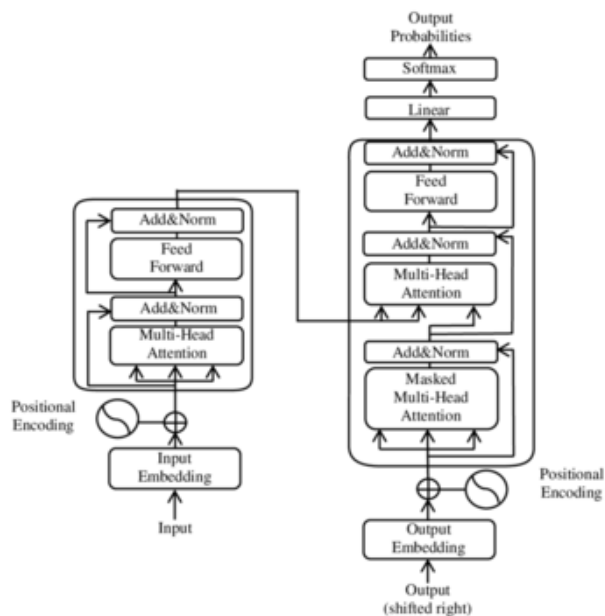 Output
Probabilities
Softmax
Linear
Add&Norm
Feed
Forward
Add&Norm
Multi-Head
Attention
Add&Norm
Masked
Multi-Head
Attention
Positional
Encoding
Output
Embedding
Output
(shifted right)
Add&Norm
Feed
Forward
Add&Norm
Multi-Head
Attention
Positional
Encoding
Input
Embedding
Input